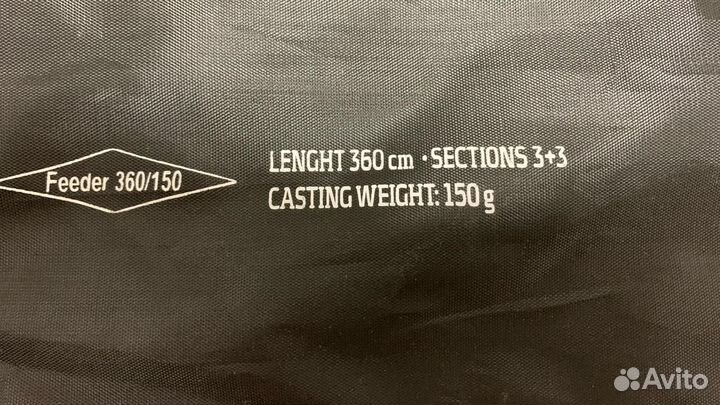 Feeder 360/150
LENGHT 360 cm · SECTIONS 3+3
CASTING WEIGHT: 150 g
Avito